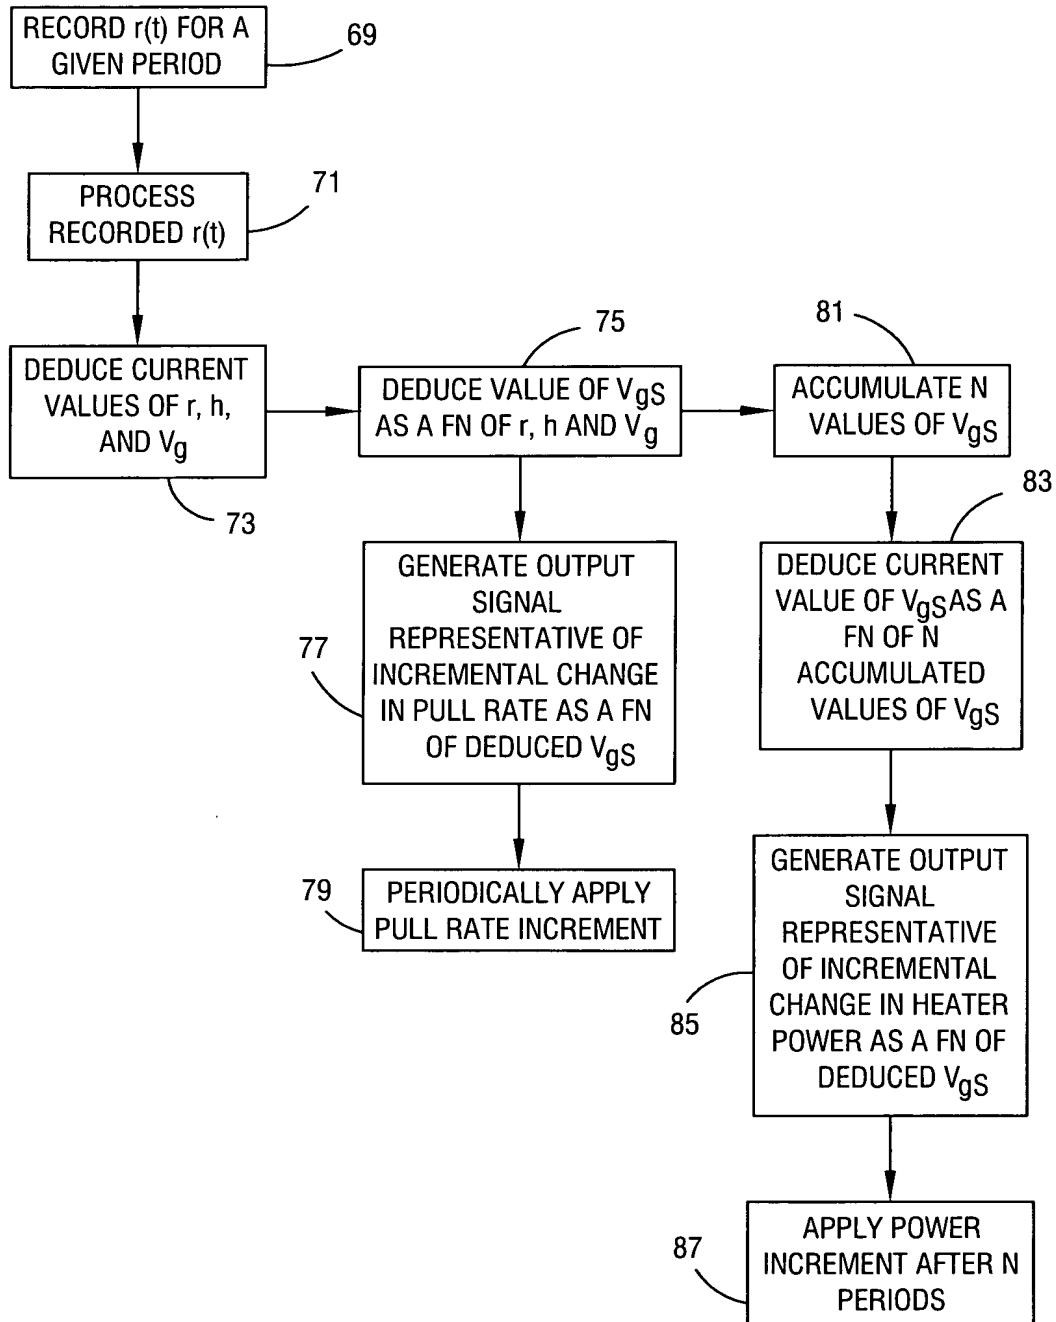 RECORD r(t) FOR A
GIVEN PERIOD
69
PROCESS
RECORDED r(t)
71
DEDUCE CURRENT
VALUES OF r, h,
AND Vg
73
DEDUCE VALUE OF VgS
AS A FN OF r, h AND Vg
75
GENERATE OUTPUT
SIGNAL
REPRESENTATIVE OF
INCREMENTAL CHANGE
IN PULL RATE AS A FN
OF DEDUCED VgS
77
PERIODICALLY APPLY
PULL RATE INCREMENT
79
ACCUMULATE N
VALUES OF VgS
81
DEDUCE CURRENT
VALUE OF VgS AS A
FN OF N
ACCUMULATED
VALUES OF VgS
83
GENERATE OUTPUT
SIGNAL
REPRESENTATIVE
OF INCREMENTAL
CHANGE IN HEATER
POWER AS A FN OF
DEDUCED VgS
85
APPLY POWER
INCREMENT AFTER N
PERIODS
87